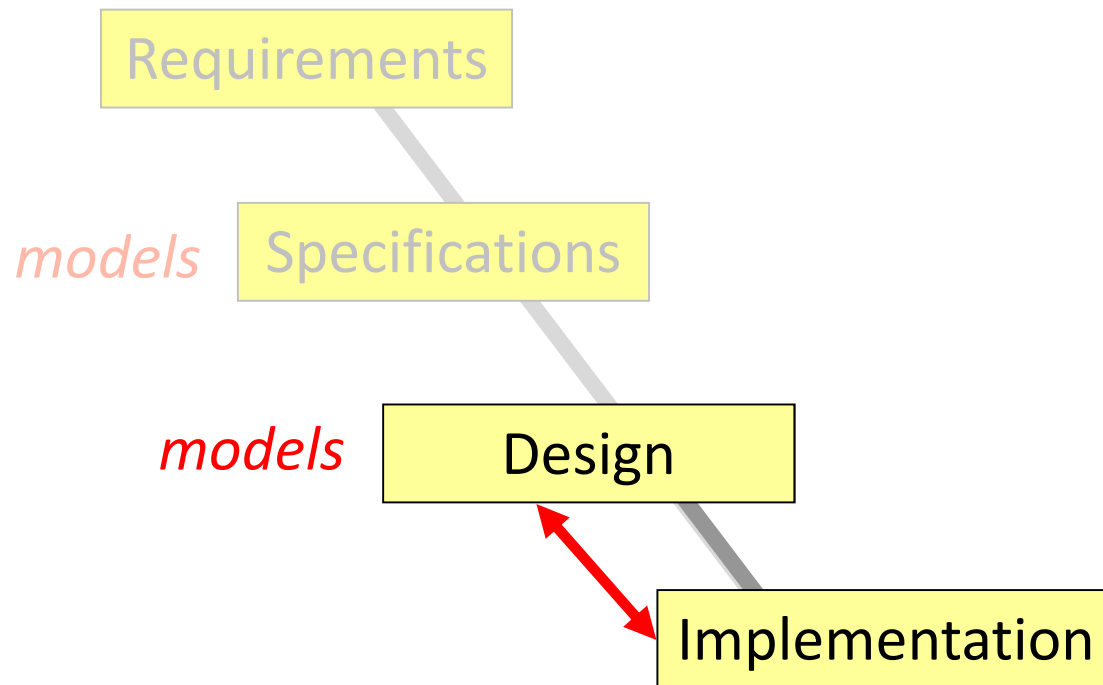 Requirements
models
Specifications
models
Design
Implementation